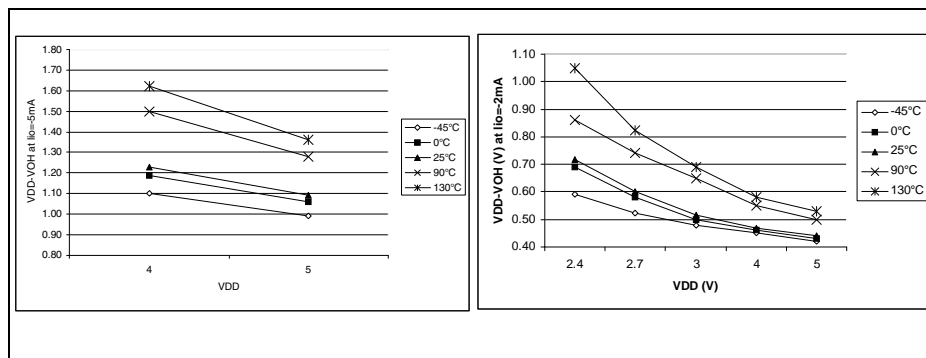 VDD-VOH at Iio=-5mA
1.80
1.70
1.60
1.50
1.40
1.30
1.20
1.10
1.00
0.90
0.80
4 5
VDD
-45°C
0°C
25°C
90°C
130°C
VDD-VOH (V) at Iio=-2mA
1.10
1.00
0.90
0.80
0.70
0.60
0.50
0.40
2.4 2.7 3 4 5
VDD (V)
-45°C
0°C
25°C
90°C
130°C